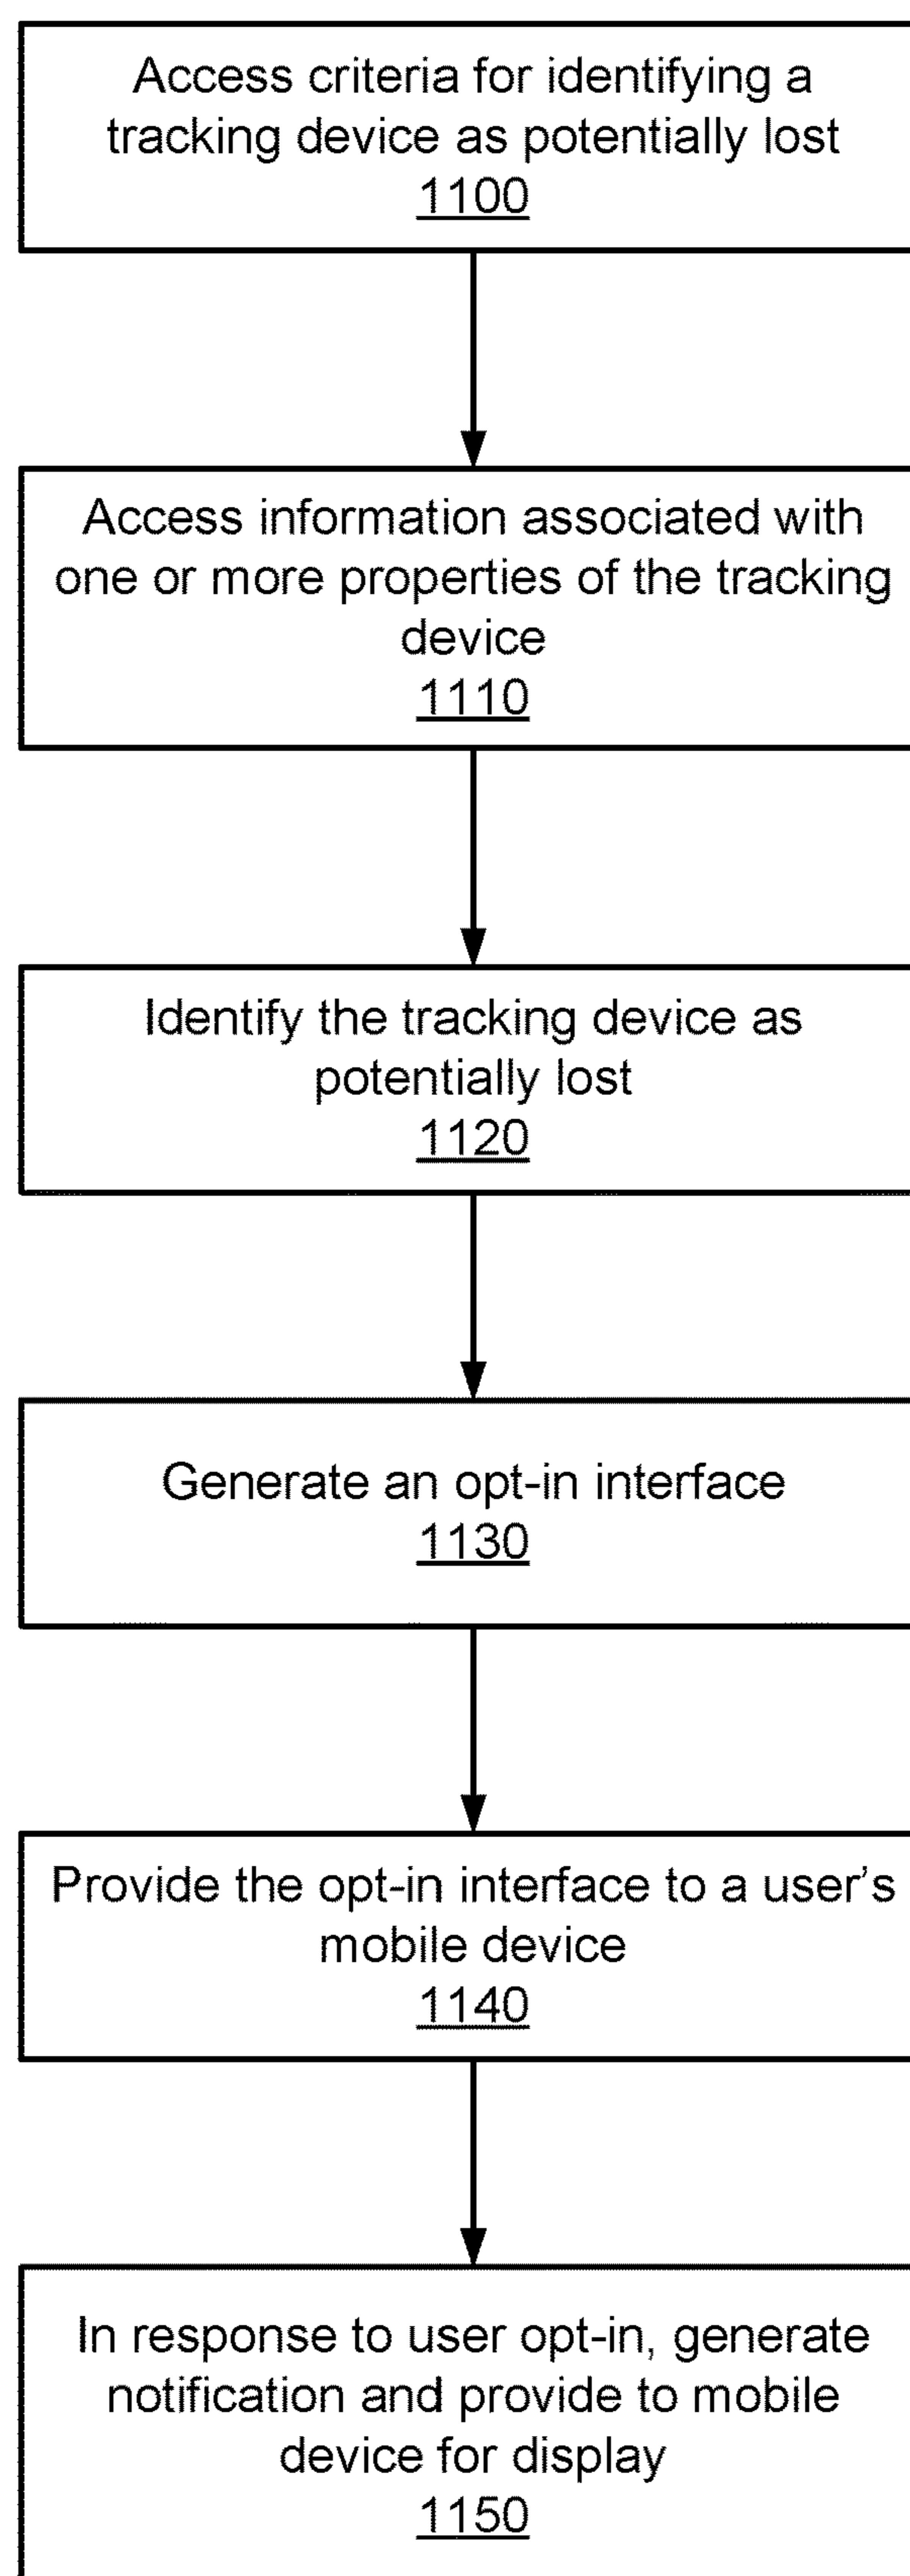 Access criteria for identifying a
tracking device as potentially lost
1100
Access information associated with
one or more properties of the tracking
device
1110
Identify the tracking device as
potentially lost
1120
Generate an opt-in interface
1130
Provide the opt-in interface to a user's
mobile device
1140
In response to user opt-in, generate
notification and provide to mobile
device for display
1150